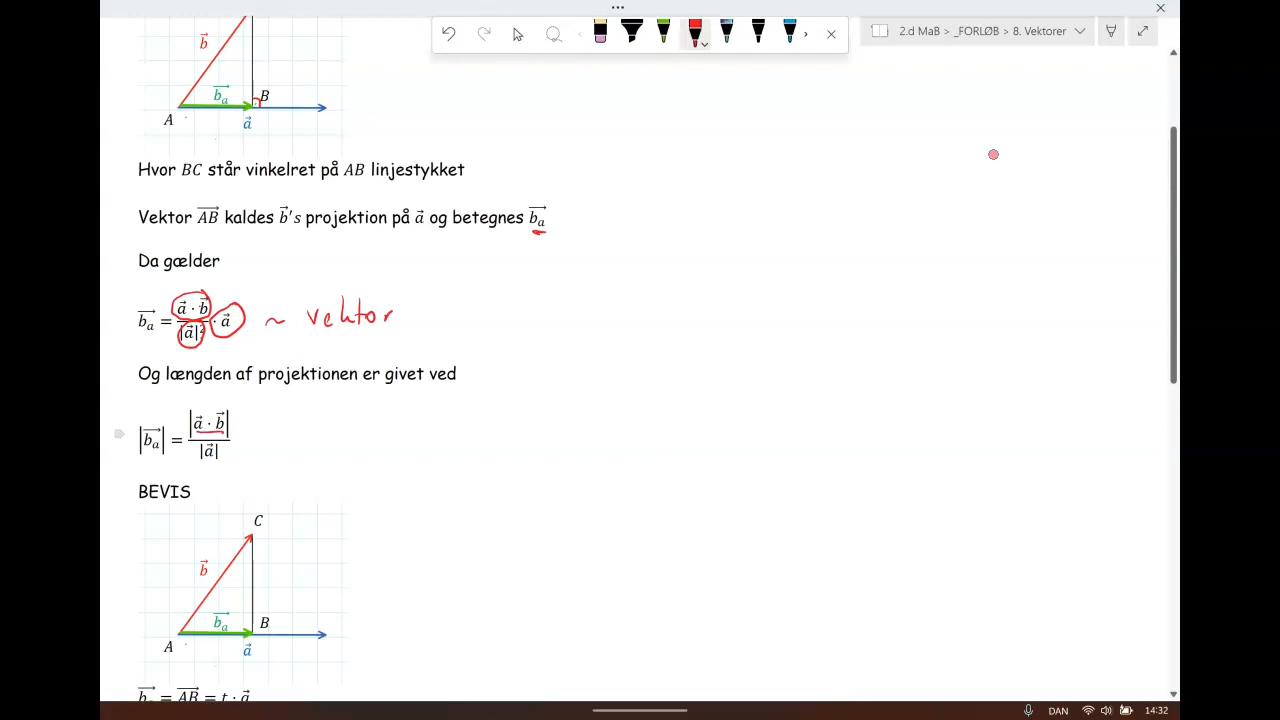 2.d MaB > _FORLØB > 8. Vektorer
b⃗
b⃗ₐ
B
A
a⃗
Hvor BC står vinkelret på AB linjestykket
Vektor A⃗B⃗ kaldes b⃗'s projektion på a⃗ og betegnes b⃗ₐ
Da gælder
b⃗ₐ = (a⃗ · b⃗)/|a⃗|² · a⃗ ~ vektor
Og længden af projektionen er givet ved
|b⃗ₐ| = |a⃗ · b⃗|/|a⃗|
BEVIS
C
b⃗
b⃗ₐ
B
A
a⃗
b⃗ₐ = A⃗B⃗ = t · a⃗
DAN 14:32